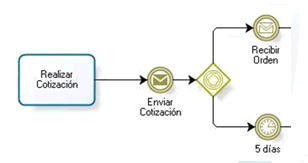 Recibir
Orden
Realizar
Cotización
Enviar
Cotización
5 días